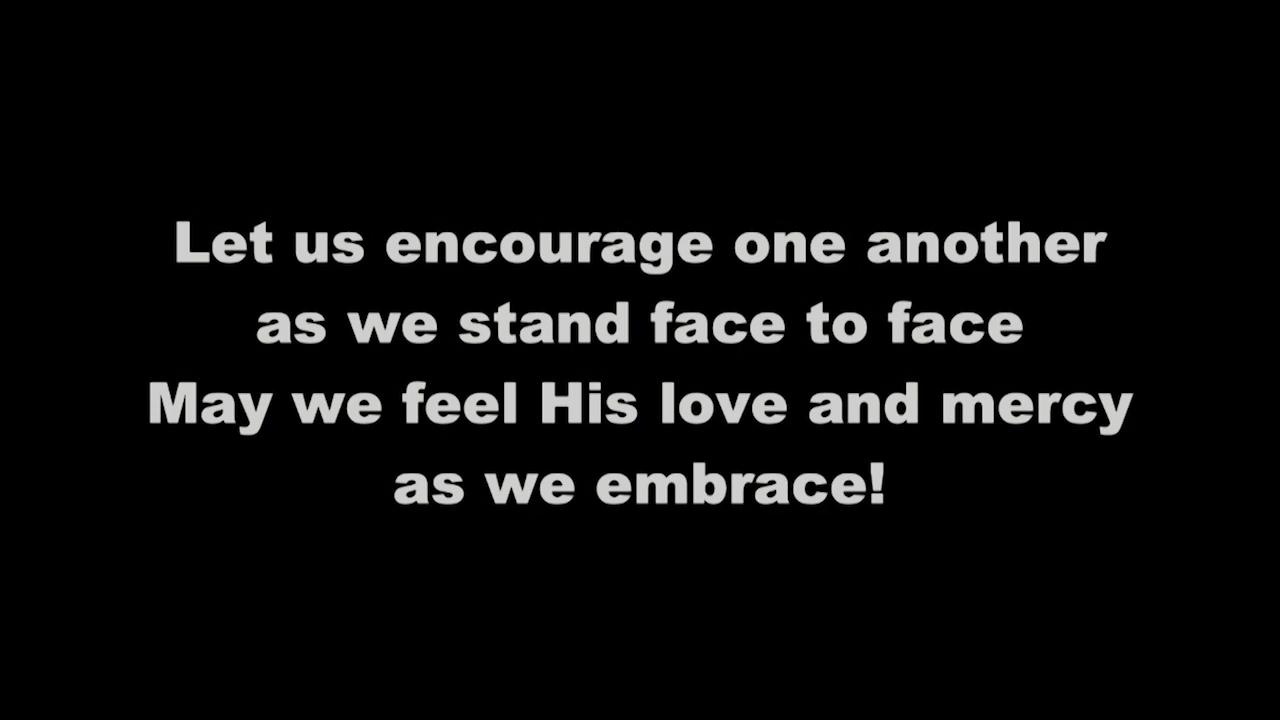 Let us encourage one another
as we stand face to face
May we feel His love and mercy
as we embrace!